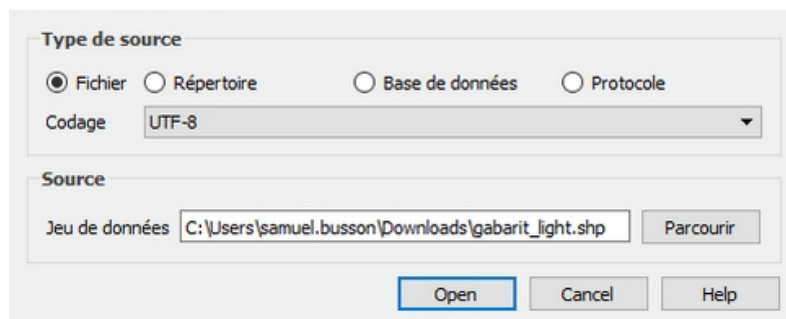 Type de source
Fichier Répertoire Base de données Protocole
Codage UTF-8
Source
Jeu de données C:\Users\samuel.busson\Downloads\gabarit_light.shp Parcourir
Open Cancel Help